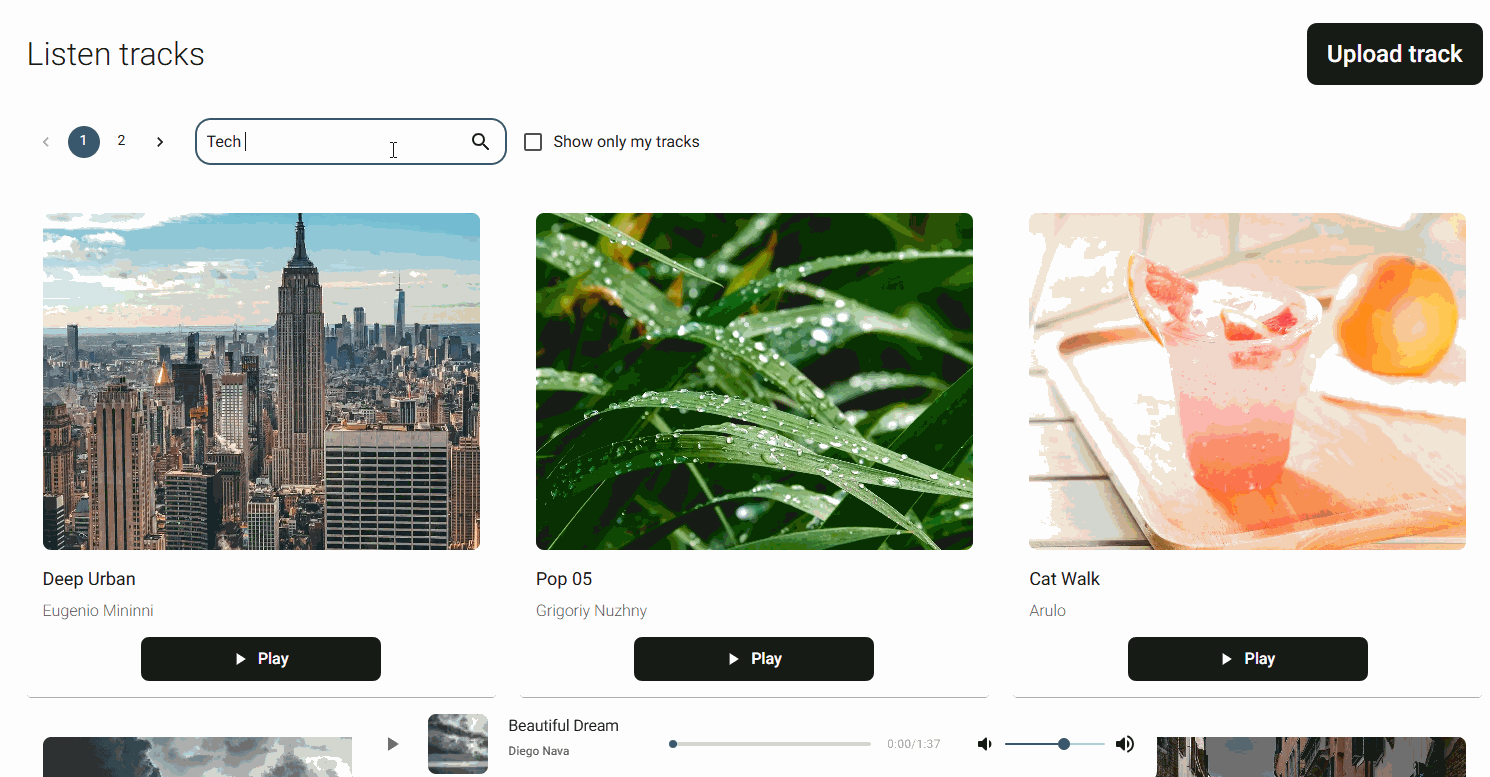 Listen tracks
Upload track
1 2
Tech
Show only my tracks
Deep Urban
Eugenio Mininni
Play
Pop 05
Grigoriy Nuzhny
Play
Cat Walk
Arulo
Play
Beautiful Dream
Diego Nava
0:00/1:37